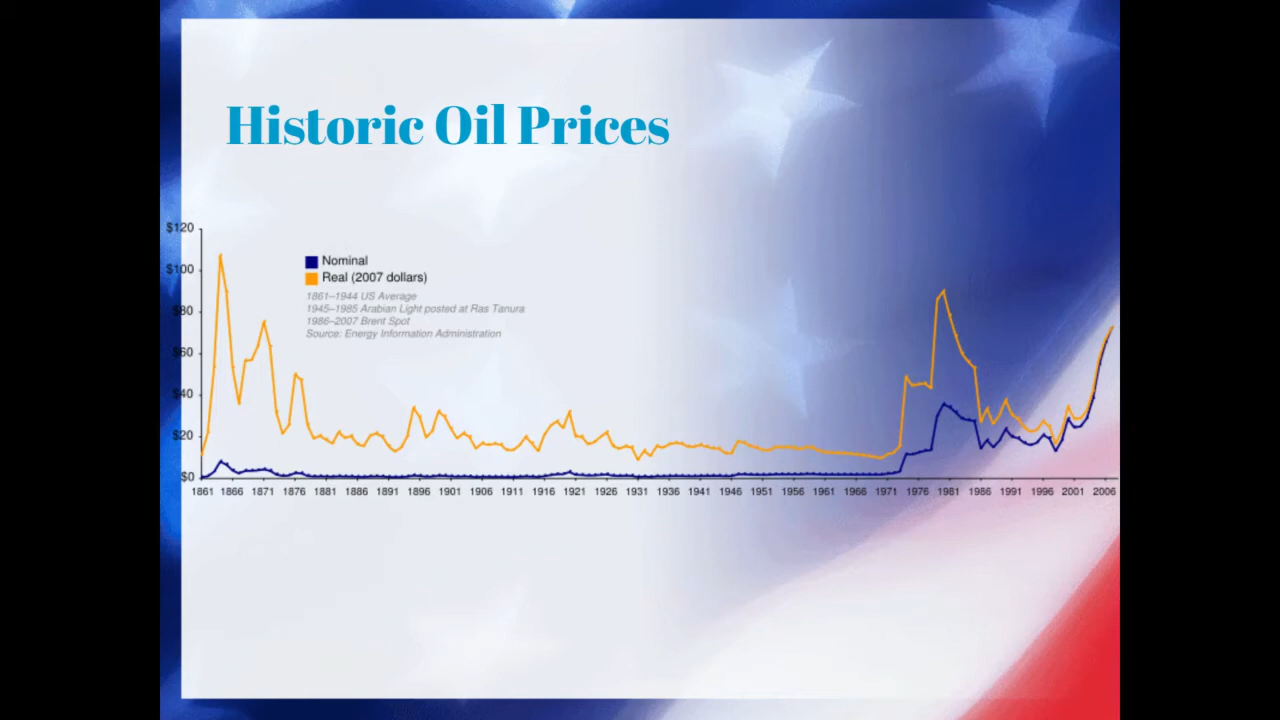 Historic Oil Prices
$120
$100
$80
$60
$40
$20
$0
Nominal
Real (2007 dollars)
1861–1944 US Average
1945–1985 Arabian Light posted at Ras Tanura
1986–2007 Brent Spot
Source: Energy Information Administration
1861 1866 1871 1876 1881 1886 1891 1896 1901 1906 1911 1916 1921 1926 1931 1936 1941 1946 1951 1956 1961 1966 1971 1976 1981 1986 1991 1996 2001 2006